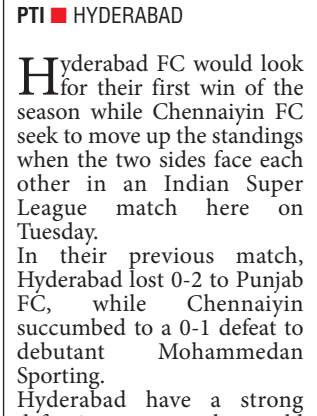 PTI ■ HYDERABAD
Hyderabad FC would look
for their first win of the
season while Chennaiyin FC
seek to move up the standings
when the two sides face each
other in an Indian Super
League match here on
Tuesday.
In their previous match,
Hyderabad lost 0-2 to Punjab
FC, while Chennaiyin
succumbed to a 0-1 defeat to
debutant Mohammedan
Sporting.
Hyderabad have a strong